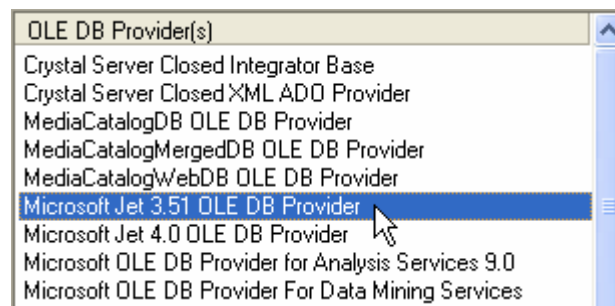 OLE DB Provider(s)
Crystal Server Closed Integrator Base
Crystal Server Closed XML ADO Provider
MediaCatalogDB OLE DB Provider
MediaCatalogMergedDB OLE DB Provider
MediaCatalogWebDB OLE DB Provider
Microsoft Jet 3.51 OLE DB Provider
Microsoft Jet 4.0 OLE DB Provider
Microsoft OLE DB Provider for Analysis Services 9.0
Microsoft OLE DB Provider For Data Mining Services